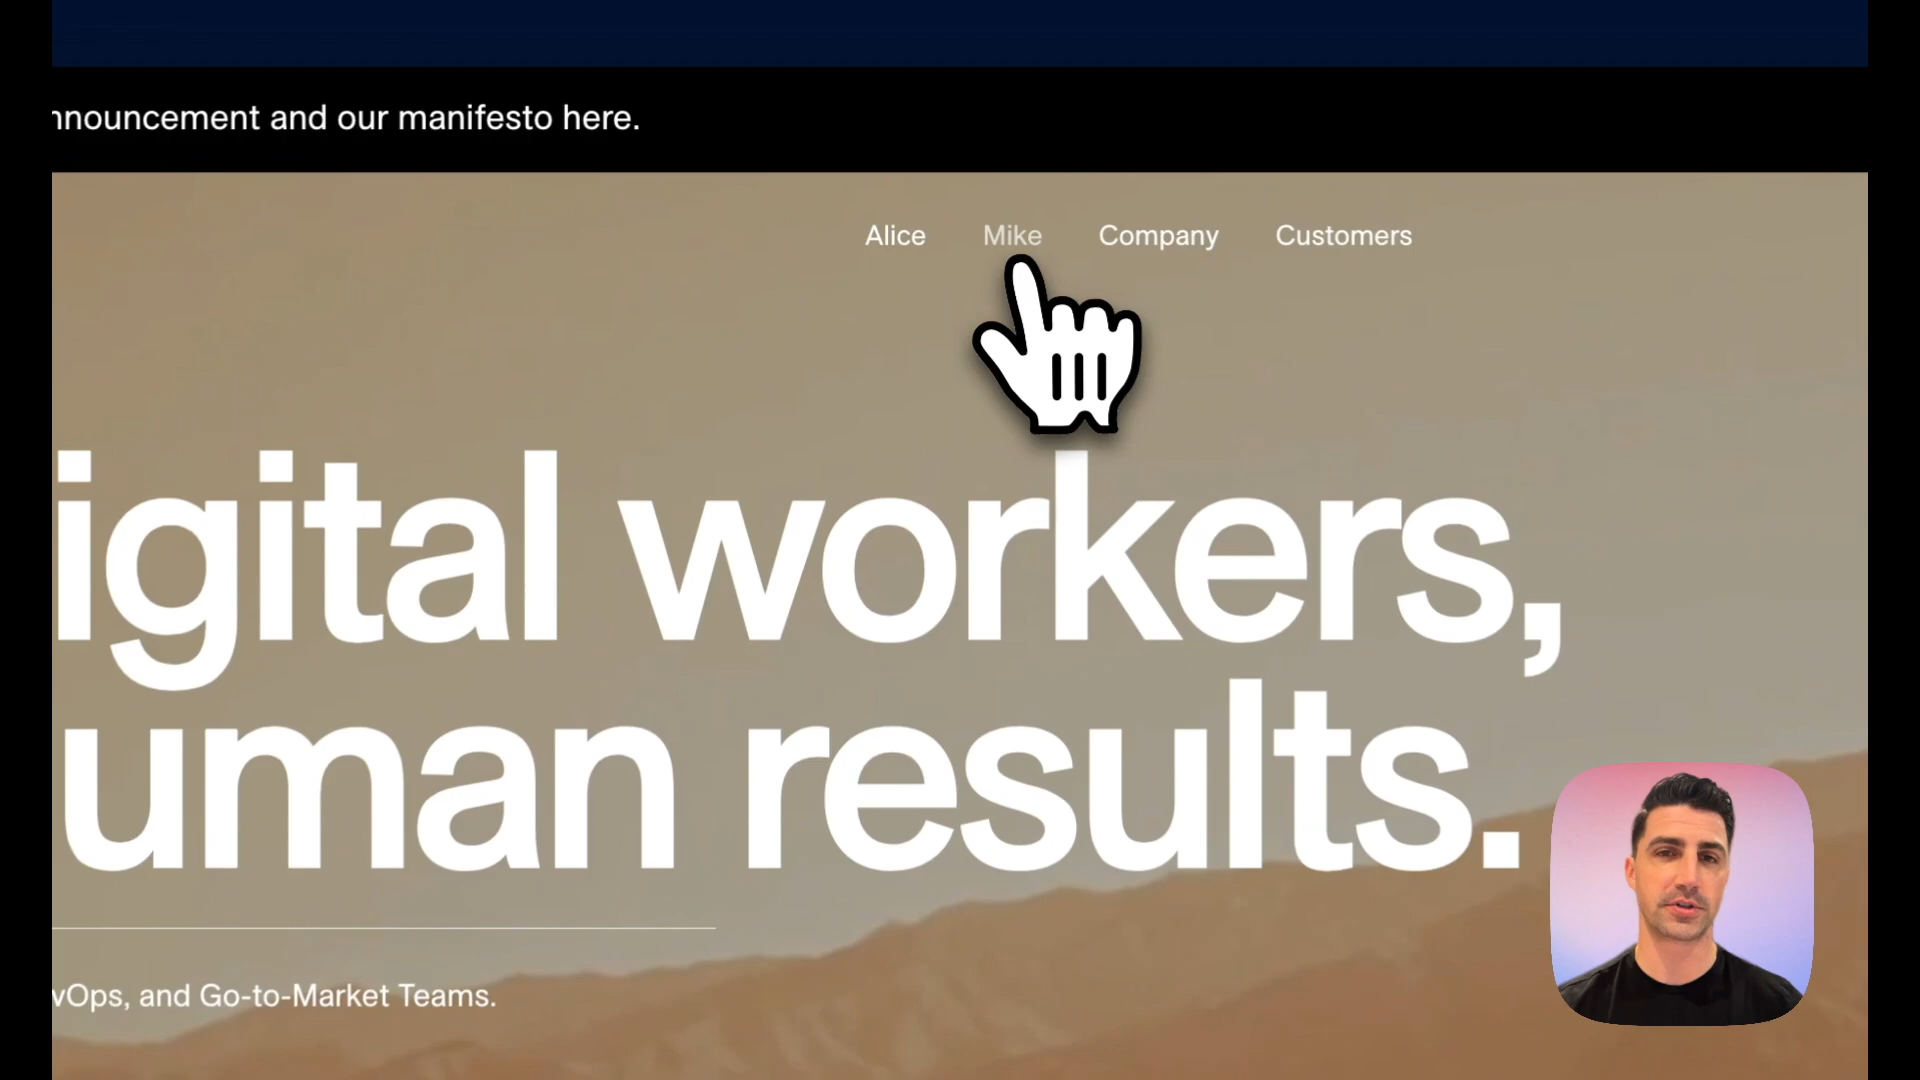 nnouncement and our manifesto here.
Alice Mike Company Customers
igital workers,
uman results.
vOps, and Go-to-Market Teams.